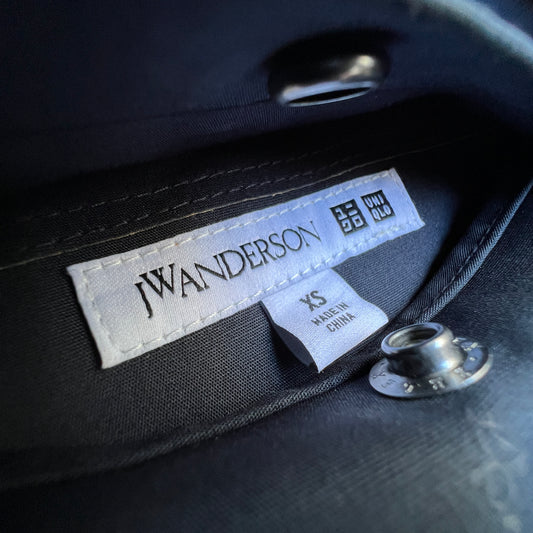 JWANDERSON
ユニ
クロ
UNI
QLO
XS
MADE IN
CHINA